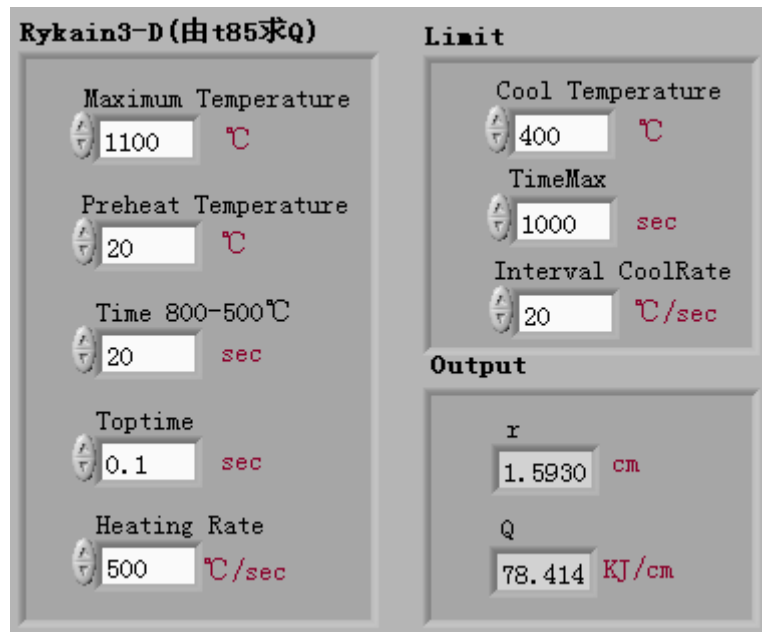 Rykain3-D(由t85求Q)
Maximum Temperature
1100 ℃
Preheat Temperature
20 ℃
Time 800-500℃
20 sec
Toptime
0.1 sec
Heating Rate
500 ℃/sec
Limit
Cool Temperature
400 ℃
TimeMax
1000 sec
Interval CoolRate
20 ℃/sec
Output
r
1.5930 cm
Q
78.414 KJ/cm